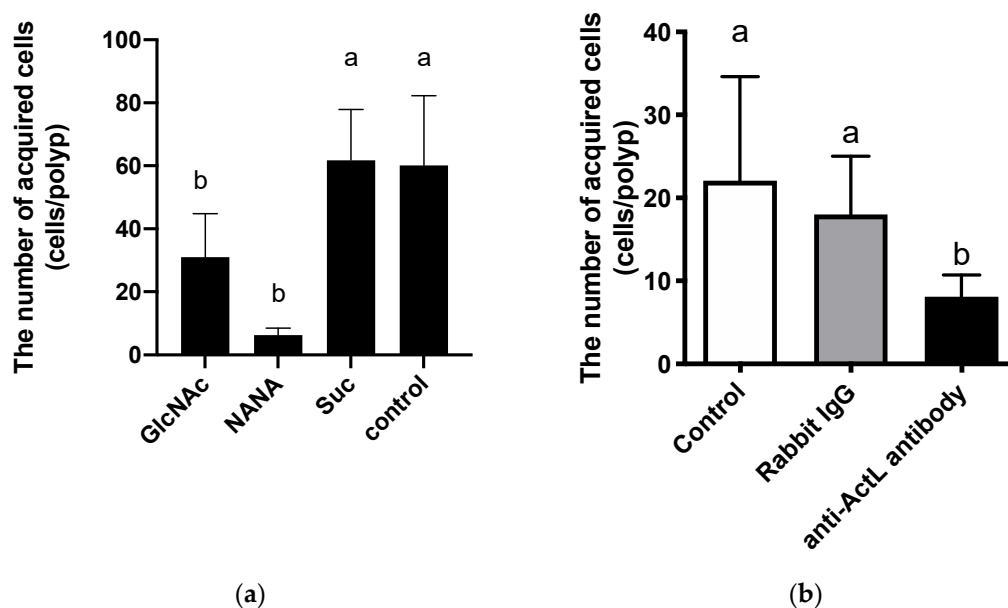 The number of acquired cells
(cells/polyp)
100
80
60
40
20
0
b
b
a
a
GlcNAc
NANA
Suc
control
(a)
The number of acquired cells
(cells/polyp)
40
30
20
10
0
a
a
b
Control
Rabbit IgG
anti-ActL antibody
(b)